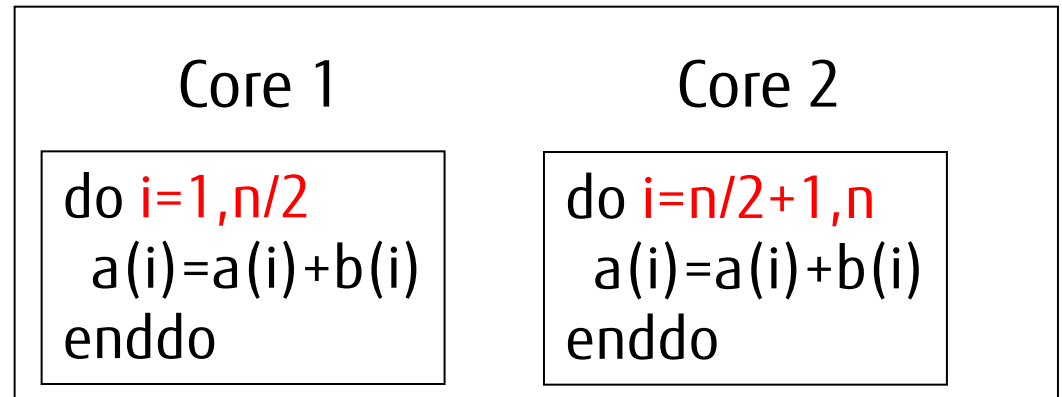 Core 1
do i=1,n/2
a(i)=a(i)+b(i)
enddo
Core 2
do i=n/2+1,n
a(i)=a(i)+b(i)
enddo